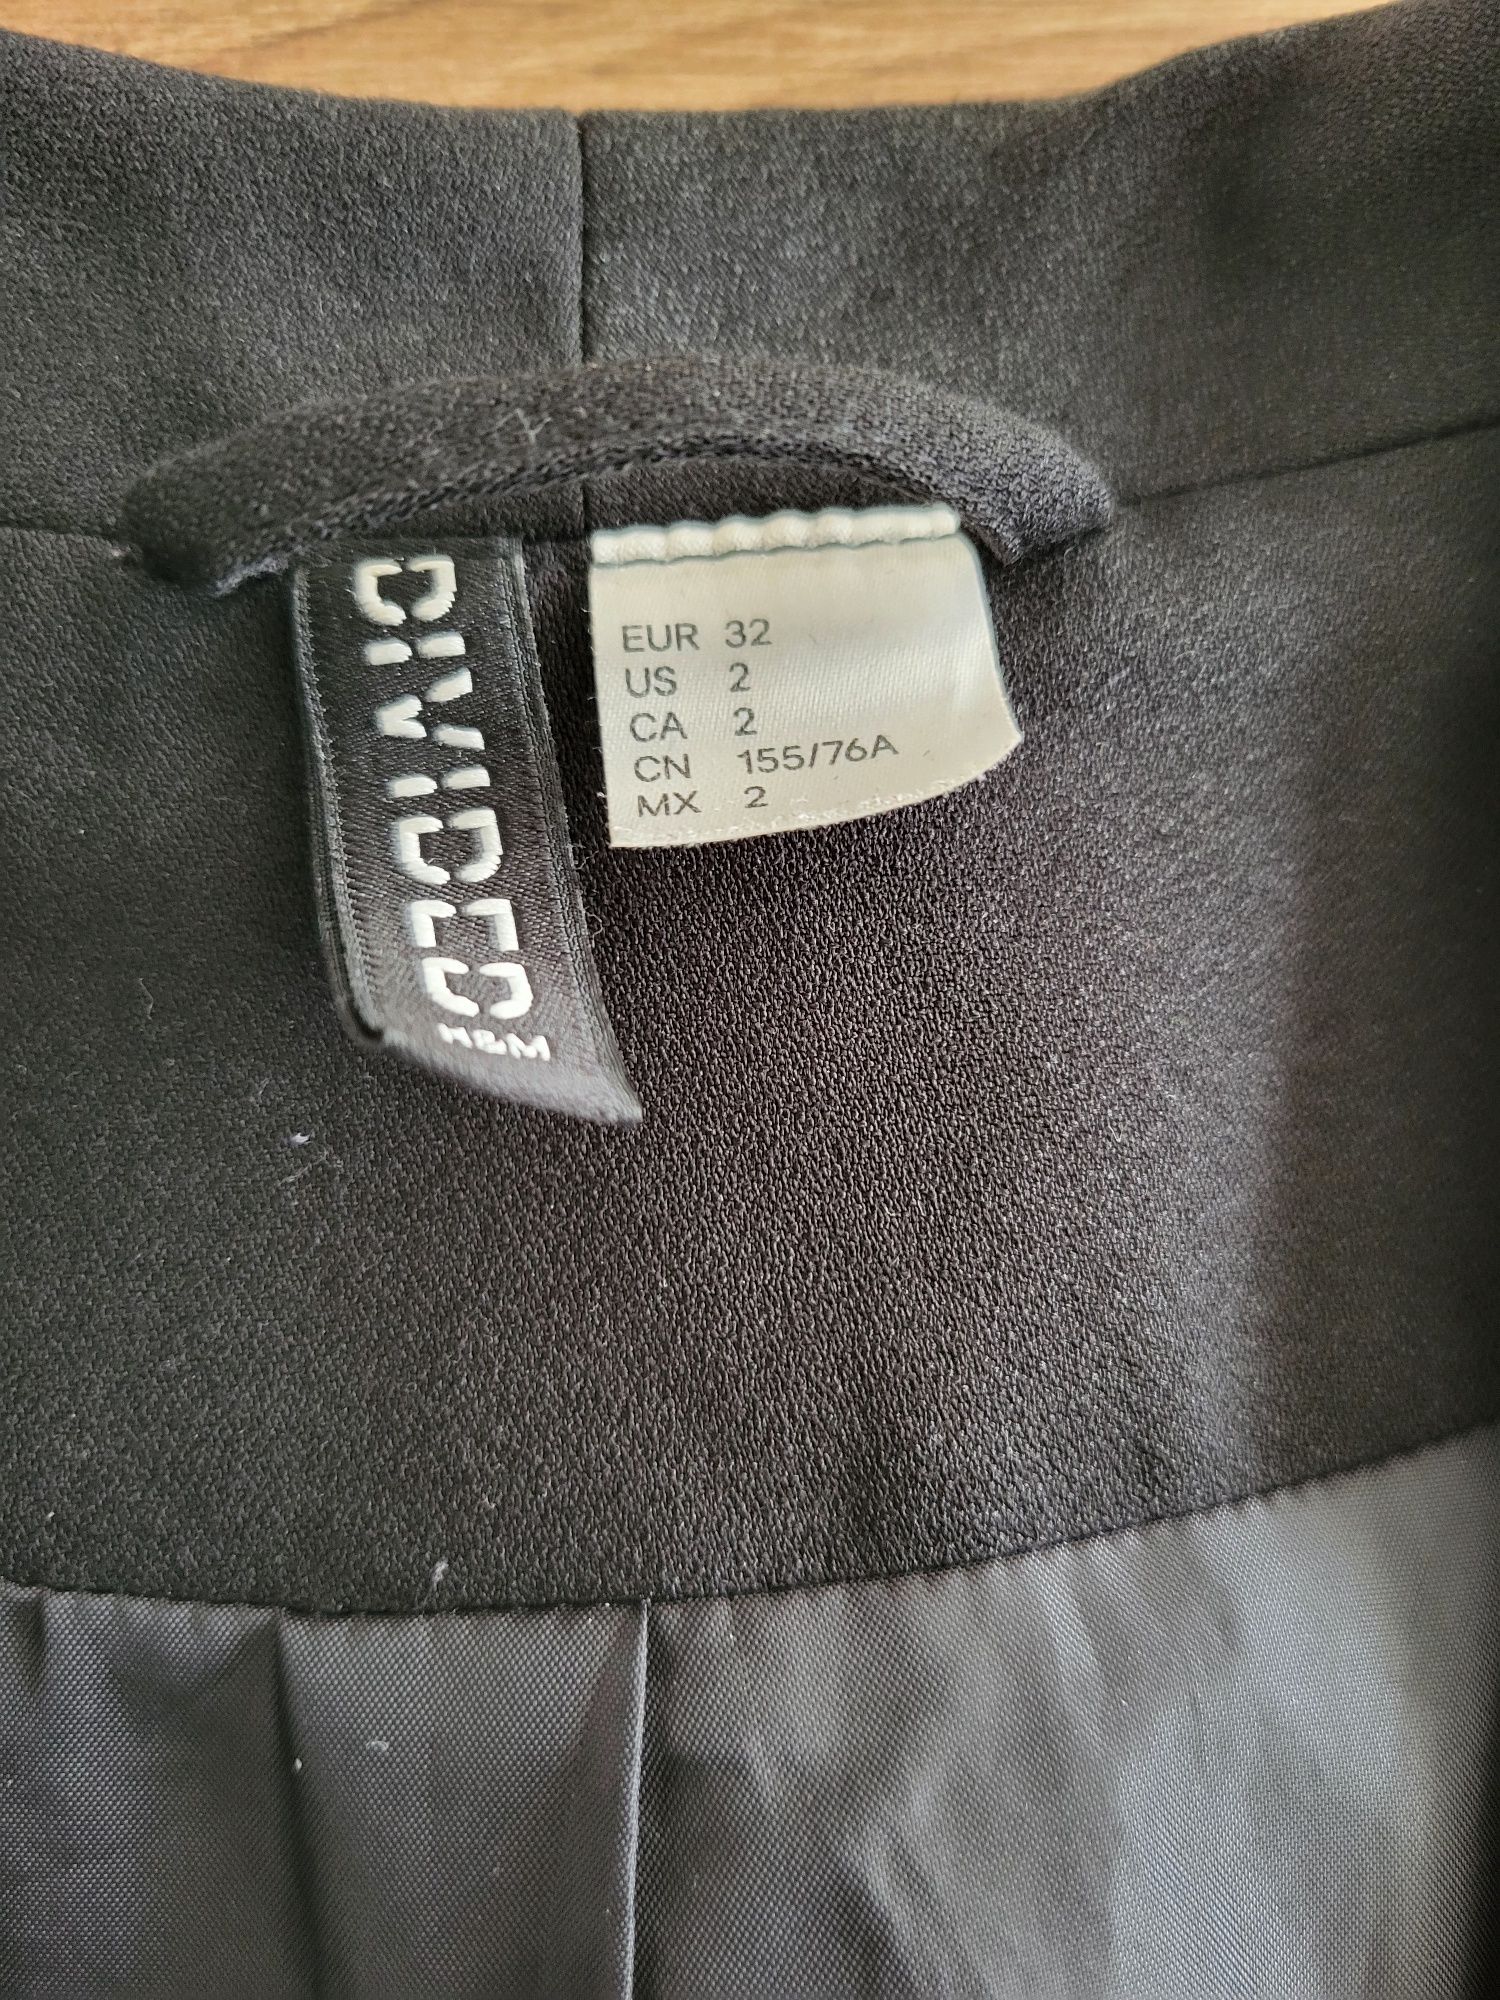 DIVIDED
H&M
EUR 32
US 2
CA 2
CN 155/76A
MX 2